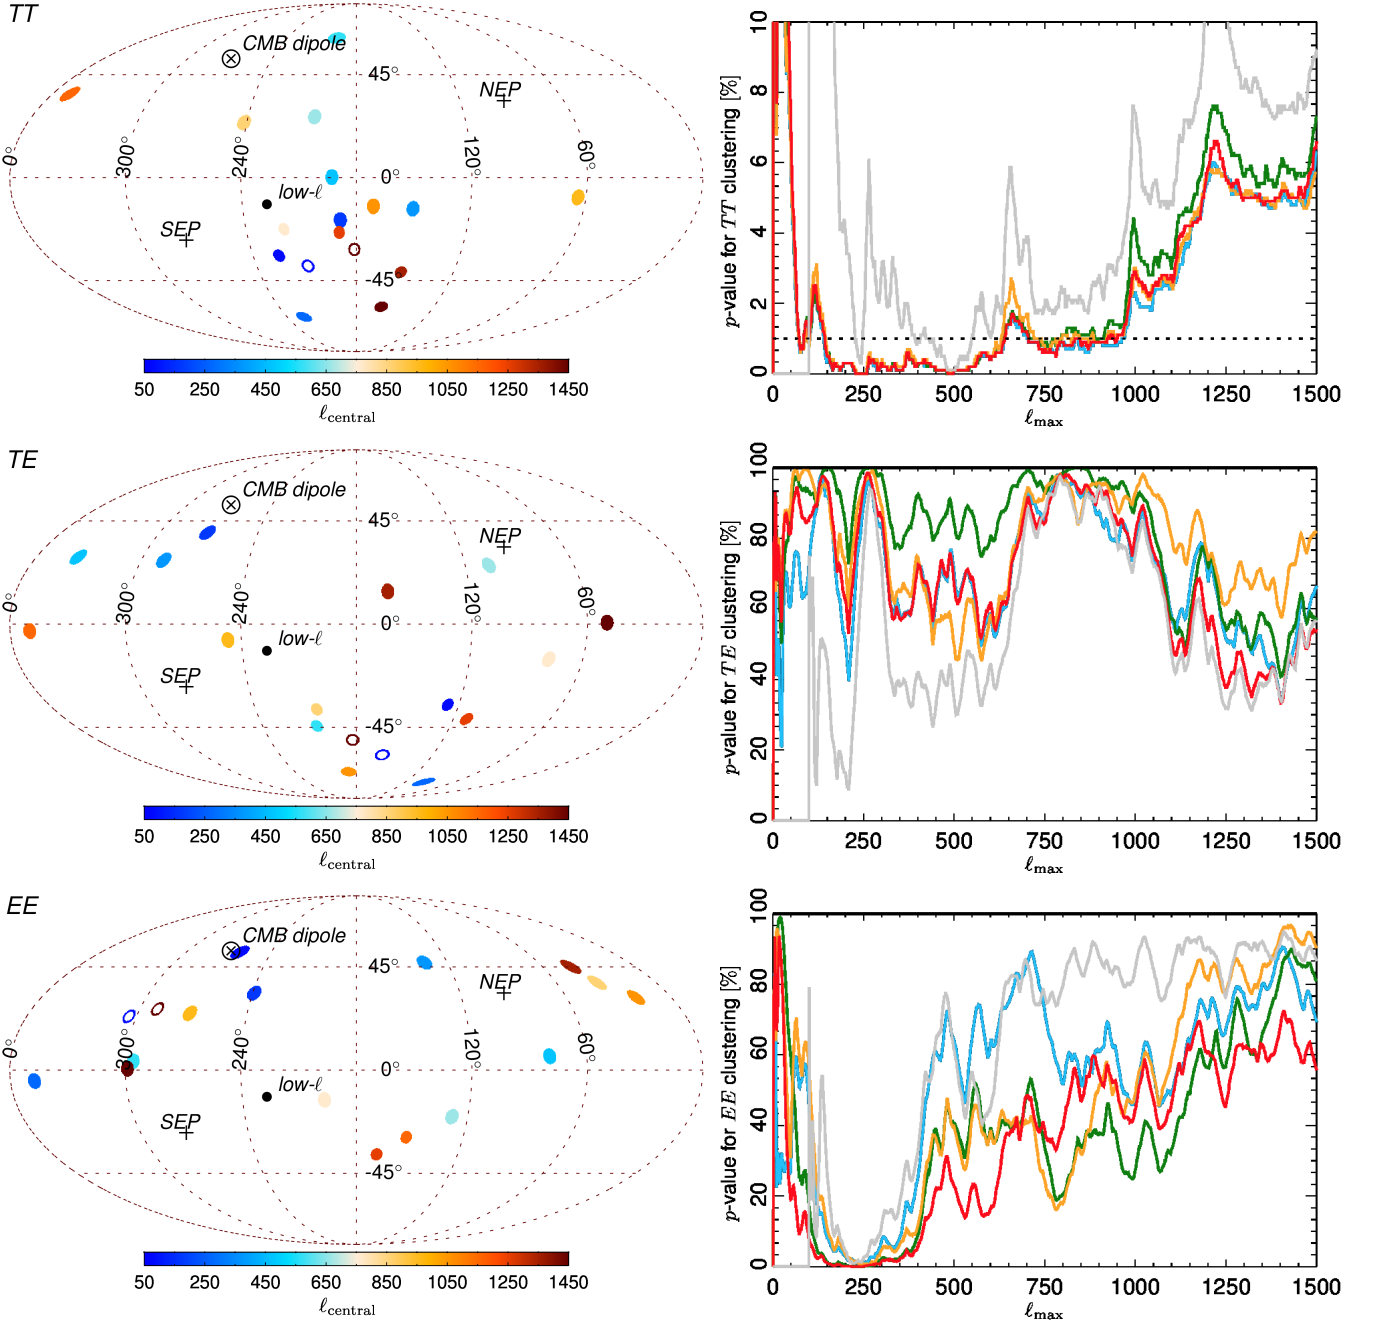 TT
CMB dipole
45°
NEP
0°
300°
240°
120°
60°
0°
low-ℓ
SEP
-45°
50 250 450 650 850 1050 1250 1450
ℓcentral
p-value for TT clustering [%]
10
8
6
4
2
0
0 250 500 750 1000 1250 1500
ℓmax
TE
CMB dipole
45°
NEP
0°
300°
240°
120°
60°
0°
low-ℓ
SEP
-45°
50 250 450 650 850 1050 1250 1450
ℓcentral
p-value for TE clustering [%]
100
80
60
40
20
0
0 250 500 750 1000 1250 1500
ℓmax
EE
CMB dipole
45°
NEP
0°
300°
240°
120°
60°
0°
low-ℓ
SEP
-45°
50 250 450 650 850 1050 1250 1450
ℓcentral
p-value for EE clustering [%]
100
80
60
40
20
0
0 250 500 750 1000 1250 1500
ℓmax